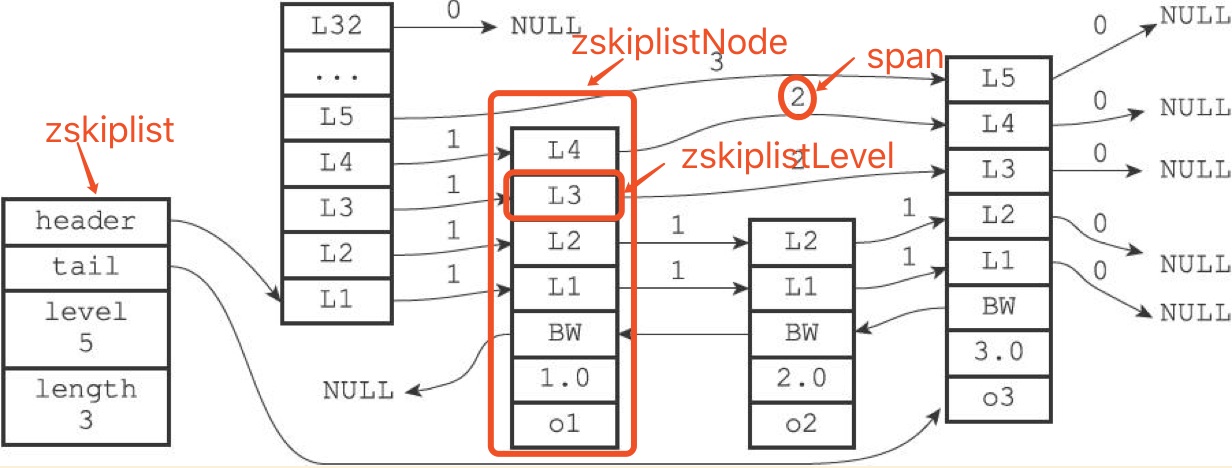 zskiplist
header
tail
level
5
length
3
L32
...
L5
L4
L3
L2
L1
0
NULL
1
1
1
1
zskiplistNode
L4
L3
L2
L1
BW
1.0
o1
NULL
3
span
2
zskiplistLevel
2
1
1
L2
L1
BW
2.0
o2
1
1
L5
L4
L3
L2
L1
BW
3.0
o3
0
NULL
0
NULL
0
NULL
0
NULL
0
NULL